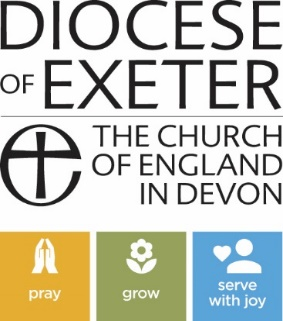 DIOCESE
OF EXETER
THE CHURCH
OF ENGLAND
IN DEVON
pray
grow
serve
with joy